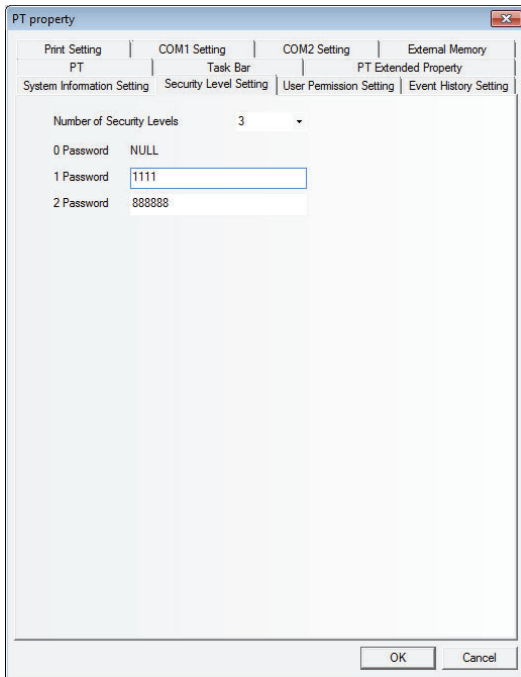 PT property
Print Setting COM1 Setting COM2 Setting External Memory
PT Task Bar PT Extended Property
System Information Setting Security Level Setting User Permission Setting Event History Setting
Number of Security Levels 3
0 Password NULL
1 Password 1111
2 Password 888888
OK Cancel